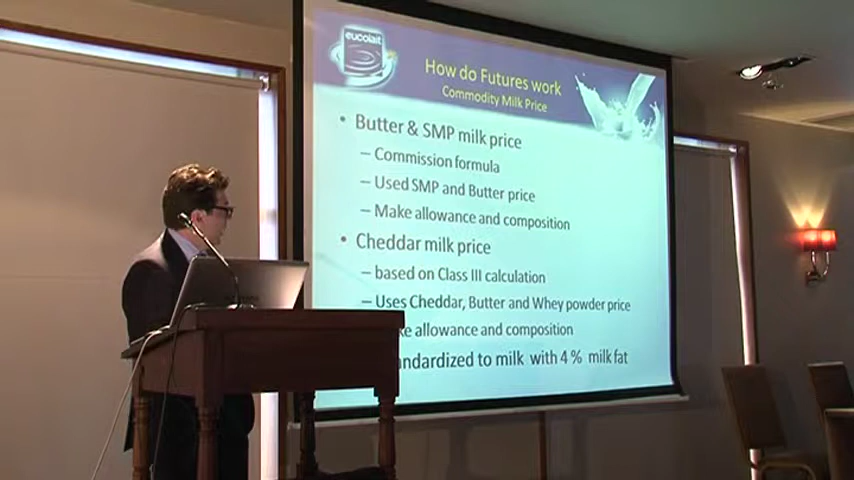 eucolait
How do Futures work
Commodity Milk Price
• Butter & SMP milk price
– Commission formula
– Used SMP and Butter price
– Make allowance and composition
• Cheddar milk price
– based on Class III calculation
– Uses Cheddar, Butter and Whey powder price
ke allowance and composition
ndardized to milk with 4 % milk fat